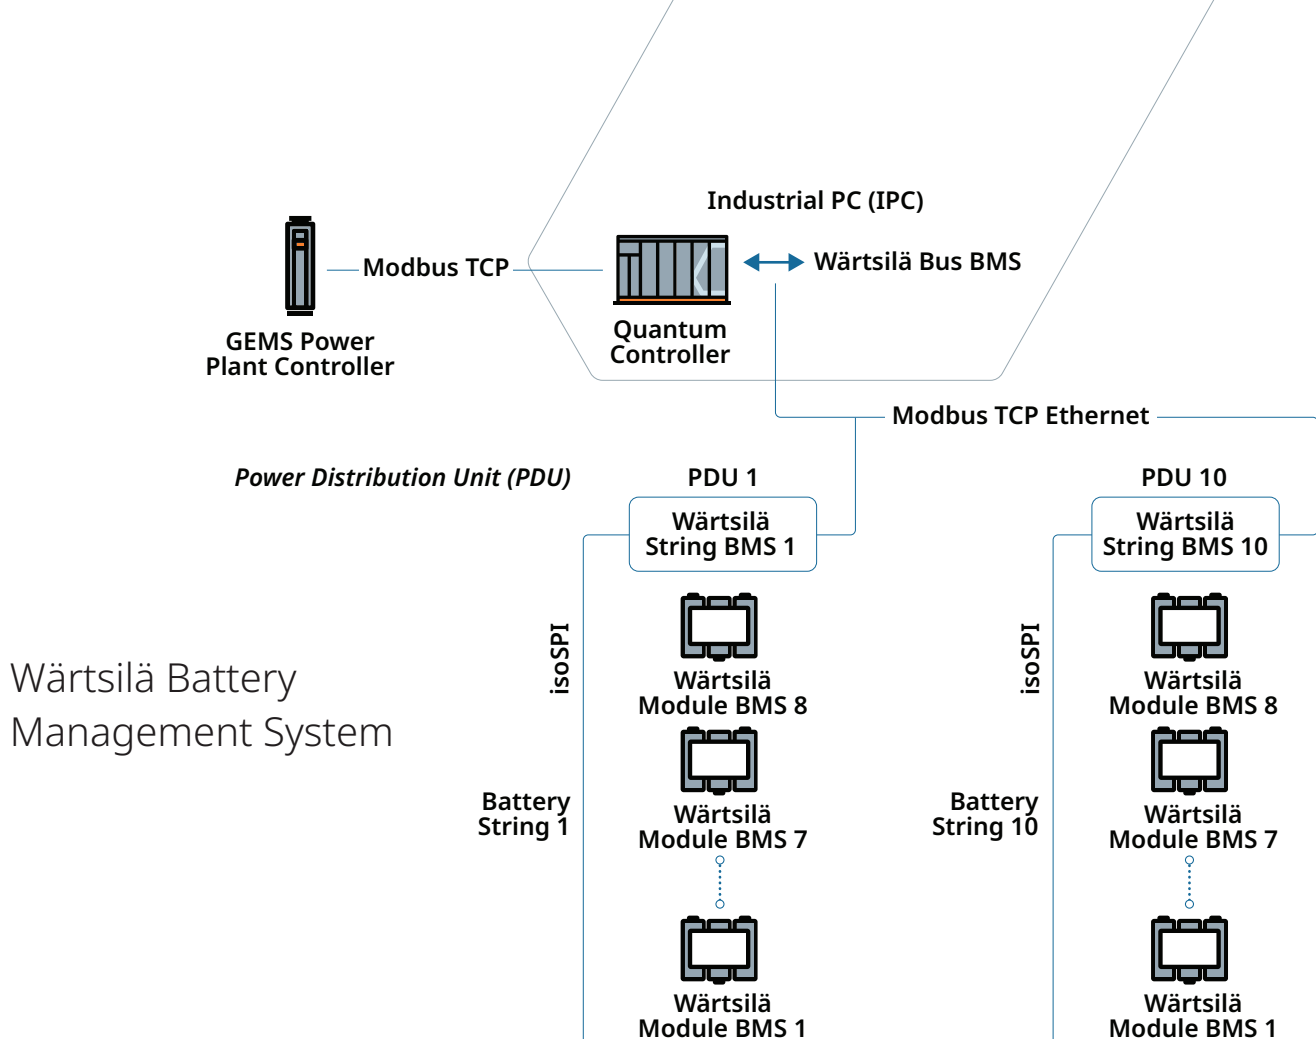 Industrial PC (IPC)
Modbus TCP
Wärtsilä Bus BMS
GEMS Power
Plant Controller
Quantum
Controller
Modbus TCP Ethernet
Power Distribution Unit (PDU)
PDU 1
PDU 10
Wärtsilä
String BMS 1
Wärtsilä
String BMS 10
isoSPI
Wärtsilä
Module BMS 8
isoSPI
Wärtsilä
Module BMS 8
Wärtsilä Battery
Management System
Battery
String 1
Wärtsilä
Module BMS 7
Battery
String 10
Wärtsilä
Module BMS 7
Wärtsilä
Module BMS 1
Wärtsilä
Module BMS 1